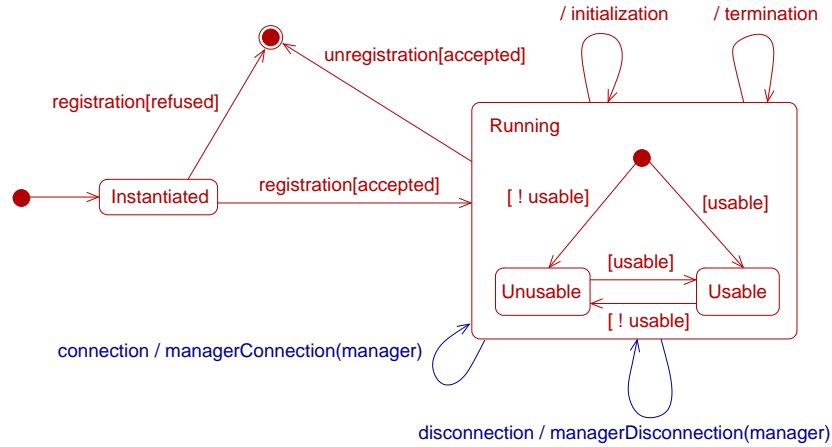 / initialization
/ termination
unregistration[accepted]
registration[refused]
Running
Instantiated
registration[accepted]
[ ! usable]
[usable]
[usable]
Unusable
Usable
[ ! usable]
connection / managerConnection(manager)
disconnection / managerDisconnection(manager)